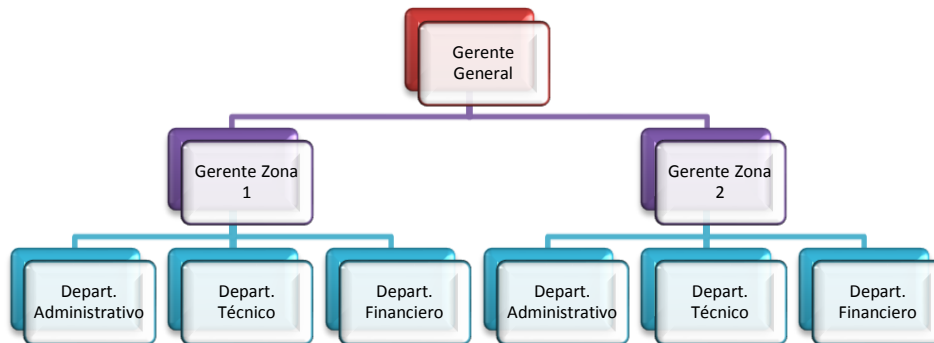 Gerente
General
Gerente Zona
1
Gerente Zona
2
Depart.
Administrativo
Depart.
Técnico
Depart.
Financiero
Depart.
Administrativo
Depart.
Técnico
Depart.
Financiero